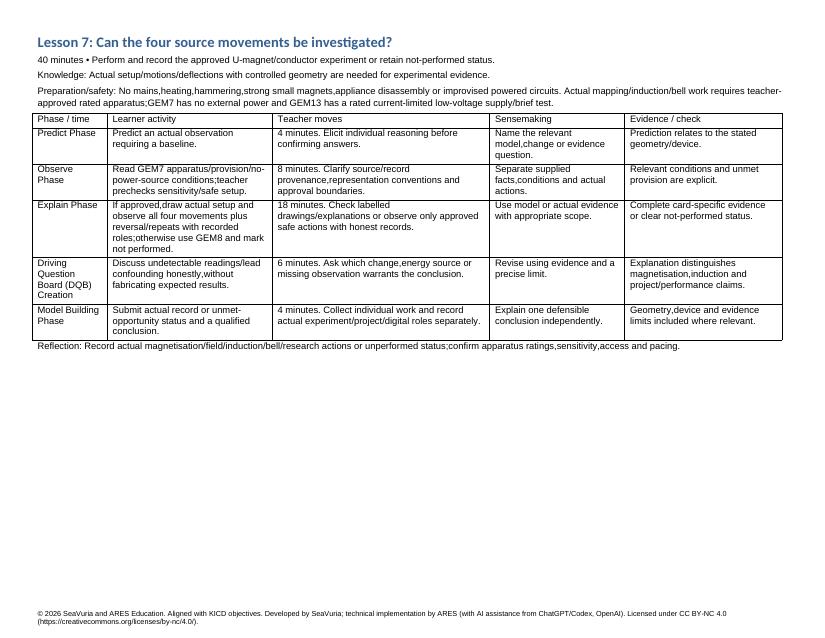 Lesson 7: Can the four source movements be investigated?
40 minutes • Perform and record the approved U-magnet/conductor experiment or retain not-performed status.
Knowledge: Actual setup/motions/deflections with controlled geometry are needed for experimental evidence.
Preparation/safety: No mains,heating,hammering,strong small magnets,appliance disassembly or improvised powered circuits. Actual mapping/induction/bell work requires teacher-
approved rated apparatus;GEM7 has no external power and GEM13 has a rated current-limited low-voltage supply/brief test.
Phase / time
Learner activity
Teacher moves
Sensemaking
Evidence / check
Predict Phase
Predict an actual observation
requiring a baseline.
4 minutes. Elicit individual reasoning before
confirming answers.
Name the relevant
model,change or evidence
question.
Prediction relates to the stated
geometry/device.
Observe
Phase
Read GEM7 apparatus/provision/no-
power-source conditions;teacher
prechecks sensitivity/safe setup.
8 minutes. Clarify source/record
provenance,representation conventions and
approval boundaries.
Separate supplied
facts,conditions and actual
actions.
Relevant conditions and unmet
provision are explicit.
Explain Phase
If approved,draw actual setup and
observe all four movements plus
reversal/repeats with recorded
roles;otherwise use GEM8 and mark
not performed.
18 minutes. Check labelled
drawings/explanations or observe only approved
safe actions with honest records.
Use model or actual evidence
with appropriate scope.
Complete card-specific evidence
or clear not-performed status.
Driving
Question
Board (DQB)
Creation
Discuss undetectable readings/lead
confounding honestly,without
fabricating expected results.
6 minutes. Ask which change,energy source or
missing observation warrants the conclusion.
Revise using evidence and a
precise limit.
Explanation distinguishes
magnetisation,induction and
project/performance claims.
Model Building
Phase
Submit actual record or unmet-
opportunity status and a qualified
conclusion.
4 minutes. Collect individual work and record
actual experiment/project/digital roles separately.
Explain one defensible
conclusion independently.
Geometry,device and evidence
limits included where relevant.
Reflection: Record actual magnetisation/field/induction/bell/research actions or unperformed status;confirm apparatus ratings,sensitivity,access and pacing.
© 2026 SeaVuria and ARES Education. Aligned with KICD objectives. Developed by SeaVuria; technical implementation by ARES (with AI assistance from ChatGPT/Codex, OpenAI). Licensed under CC BY-NC 4.0
(https://creativecommons.org/licenses/by-nc/4.0/).